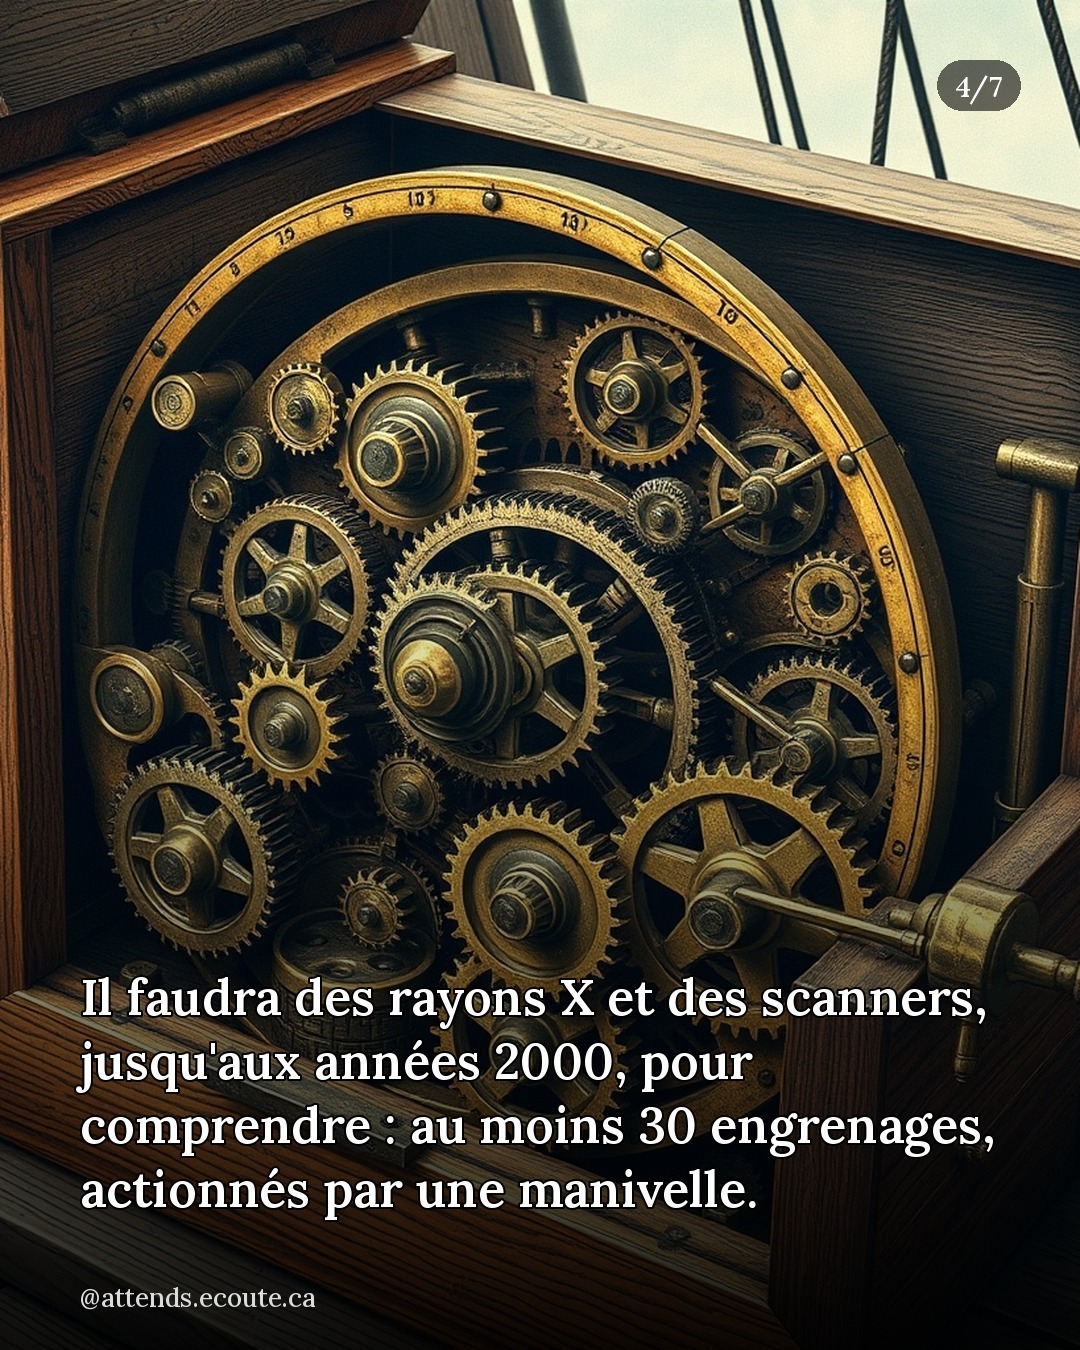 4/7
Il faudra des rayons X et des scanners,
jusqu'aux années 2000, pour
comprendre : au moins 30 engrenages,
actionnés par une manivelle.
@attends.ecoute.ca